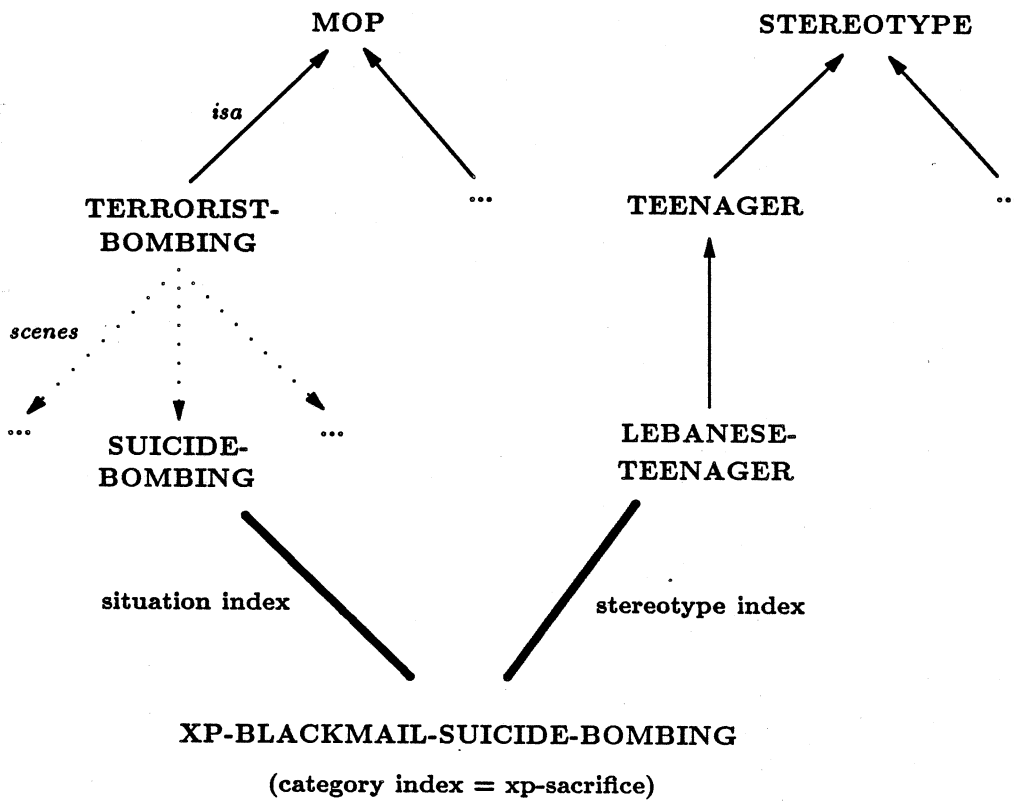 MOP
STEREOTYPE
isa
...
..
TERRORIST-
BOMBING
TEENAGER
scenes
...
...
SUICIDE-
BOMBING
LEBANESE-
TEENAGER
situation index
stereotype index
XP-BLACKMAIL-SUICIDE-BOMBING
(category index = xp-sacrifice)